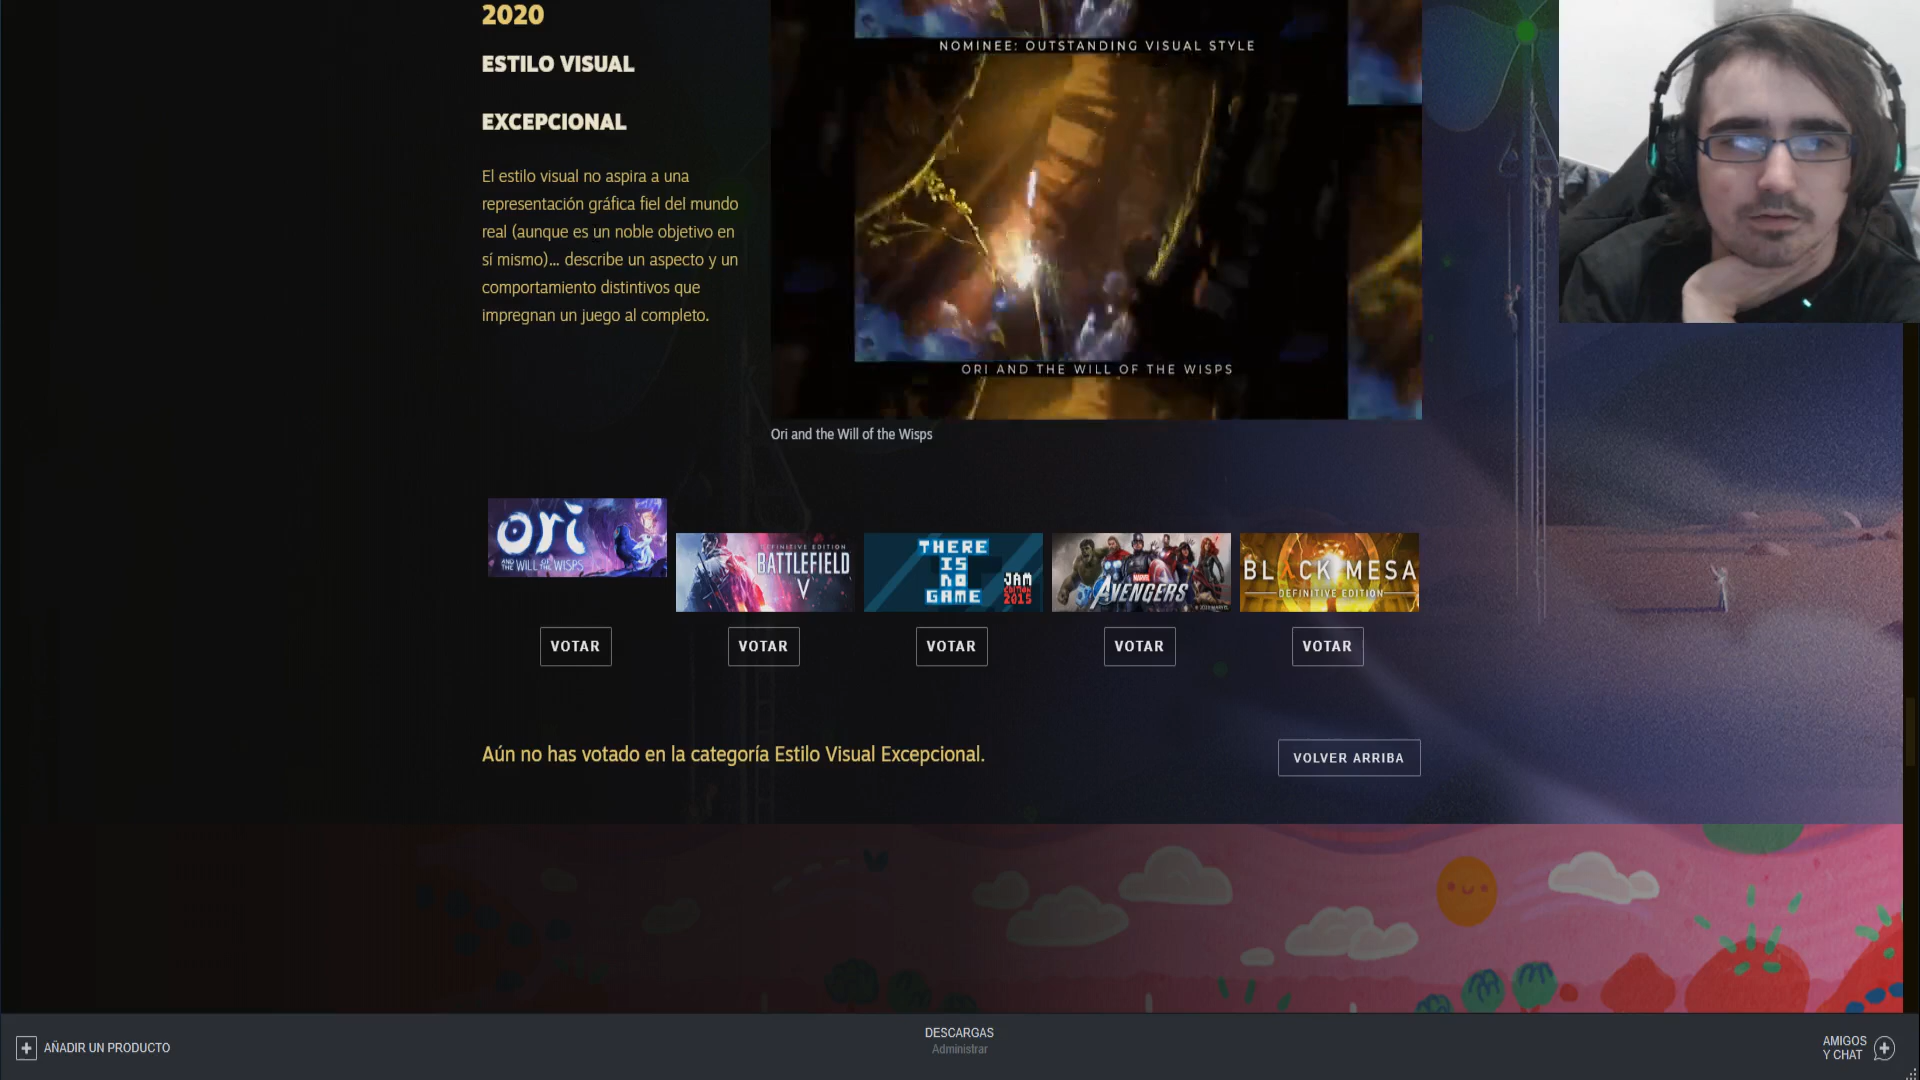 2020
ESTILO VISUAL
EXCEPCIONAL
El estilo visual no aspira a una
representación gráfica fiel del mundo
real (aunque es un noble objetivo en
sí mismo)... describe un aspecto y un
comportamiento distintivos que
impregnan un juego al completo.
NOMINEE: OUTSTANDING VISUAL STYLE
ORI AND THE WILL OF THE WISPS
Ori and the Will of the Wisps
ori
AND THE WILL OF THE WISPS
DEFINITIVE EDITION
BATTLEFIELD
V
THERE
IS
NO
GAME
JAM
EDITION
2015
MARVEL
AVENGERS
BLACK MESA
DEFINITIVE EDITION
VOTAR
VOTAR
VOTAR
VOTAR
VOTAR
Aún no has votado en la categoría Estilo Visual Excepcional.
VOLVER ARRIBA
AÑADIR UN PRODUCTO
DESCARGAS
Administrar
AMIGOS
Y CHAT